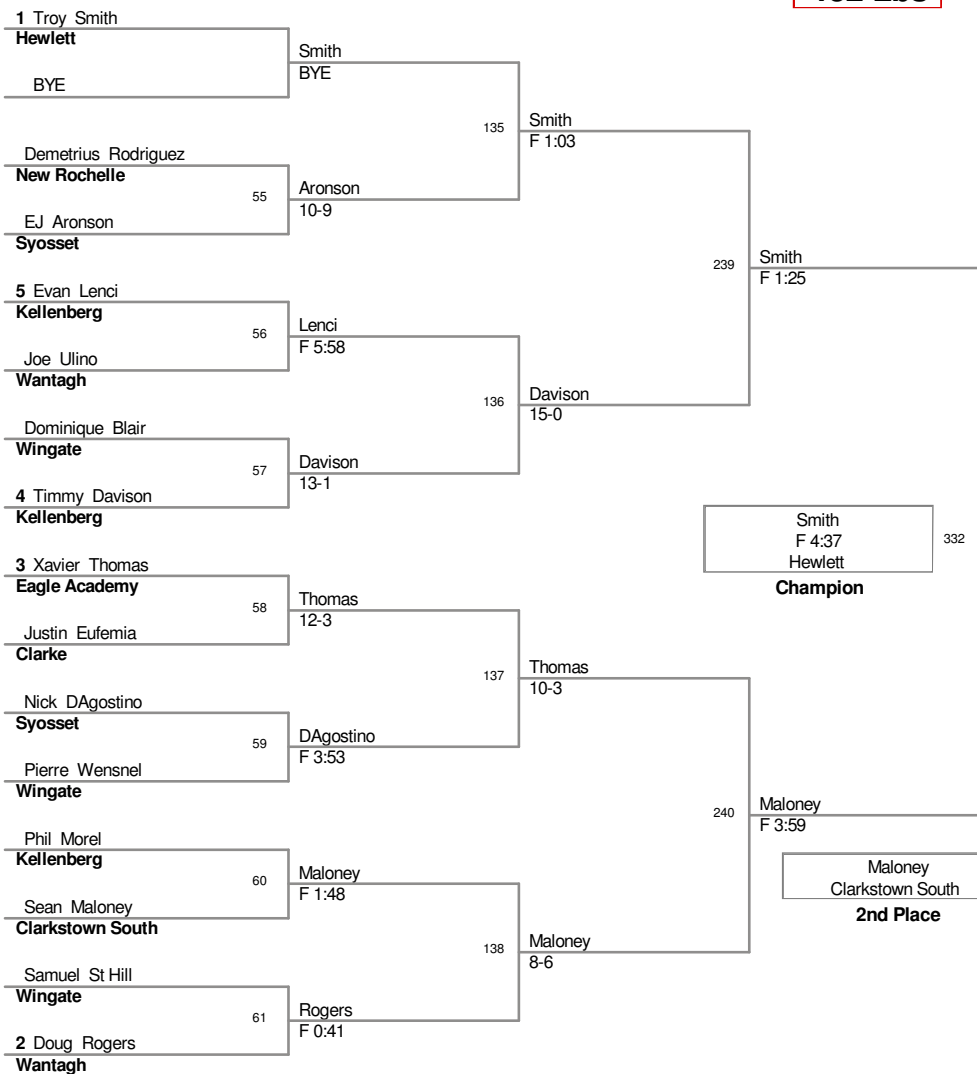 1 Troy Smith
Hewlett
BYE
Demetrius Rodriguez
New Rochelle
EJ Aronson
Syosset
5 Evan Lenci
Kellenberg
Joe Ulino
Wantagh
Dominique Blair
Wingate
4 Timmy Davison
Kellenberg
3 Xavier Thomas
Eagle Academy
Justin Eufemia
Clarke
Nick DAgostino
Syosset
Pierre Wensnel
Wingate
Phil Morel
Kellenberg
Sean Maloney
Clarkstown South
Samuel St Hill
Wingate
2 Doug Rogers
Wantagh
Smith
BYE
55
Aronson
10-9
56
Lenci
F 5:58
57
Davison
13-1
58
Thomas
12-3
59
DAgostino
F 3:53
60
Maloney
F 1:48
61
Rogers
F 0:41
135
Smith
F 1:03
136
Davison
15-0
137
Thomas
10-3
138
Maloney
8-6
239
Smith
F 1:25
240
Maloney
F 3:59
Smith
F 4:37
Hewlett
332
Champion
Maloney
Clarkstown South
2nd Place